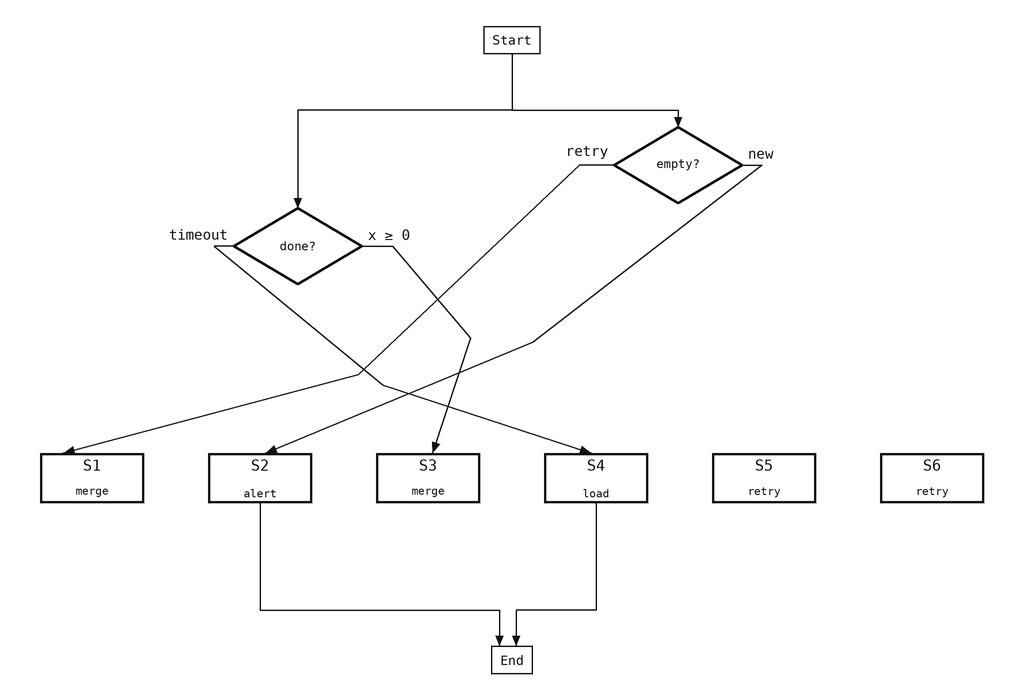 Start
retry
empty?
new
timeout
done?
x ≥ 0
S1
merge
S2
alert
S3
merge
S4
load
S5
retry
S6
retry
End